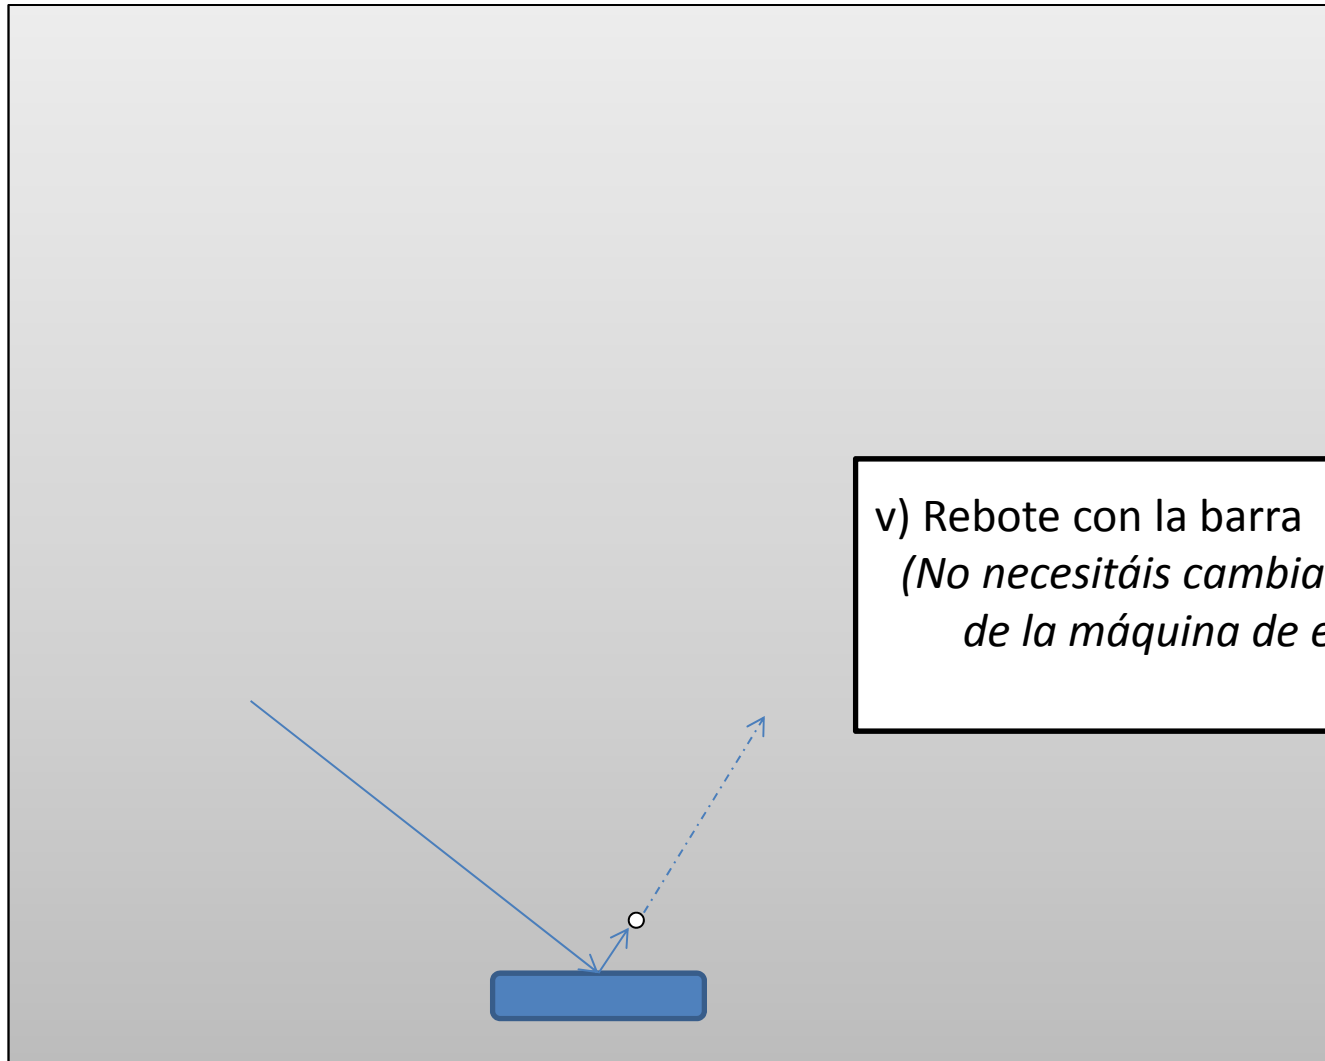 v) Rebote con la barra
(No necesitáis cambia
de la máquina de e